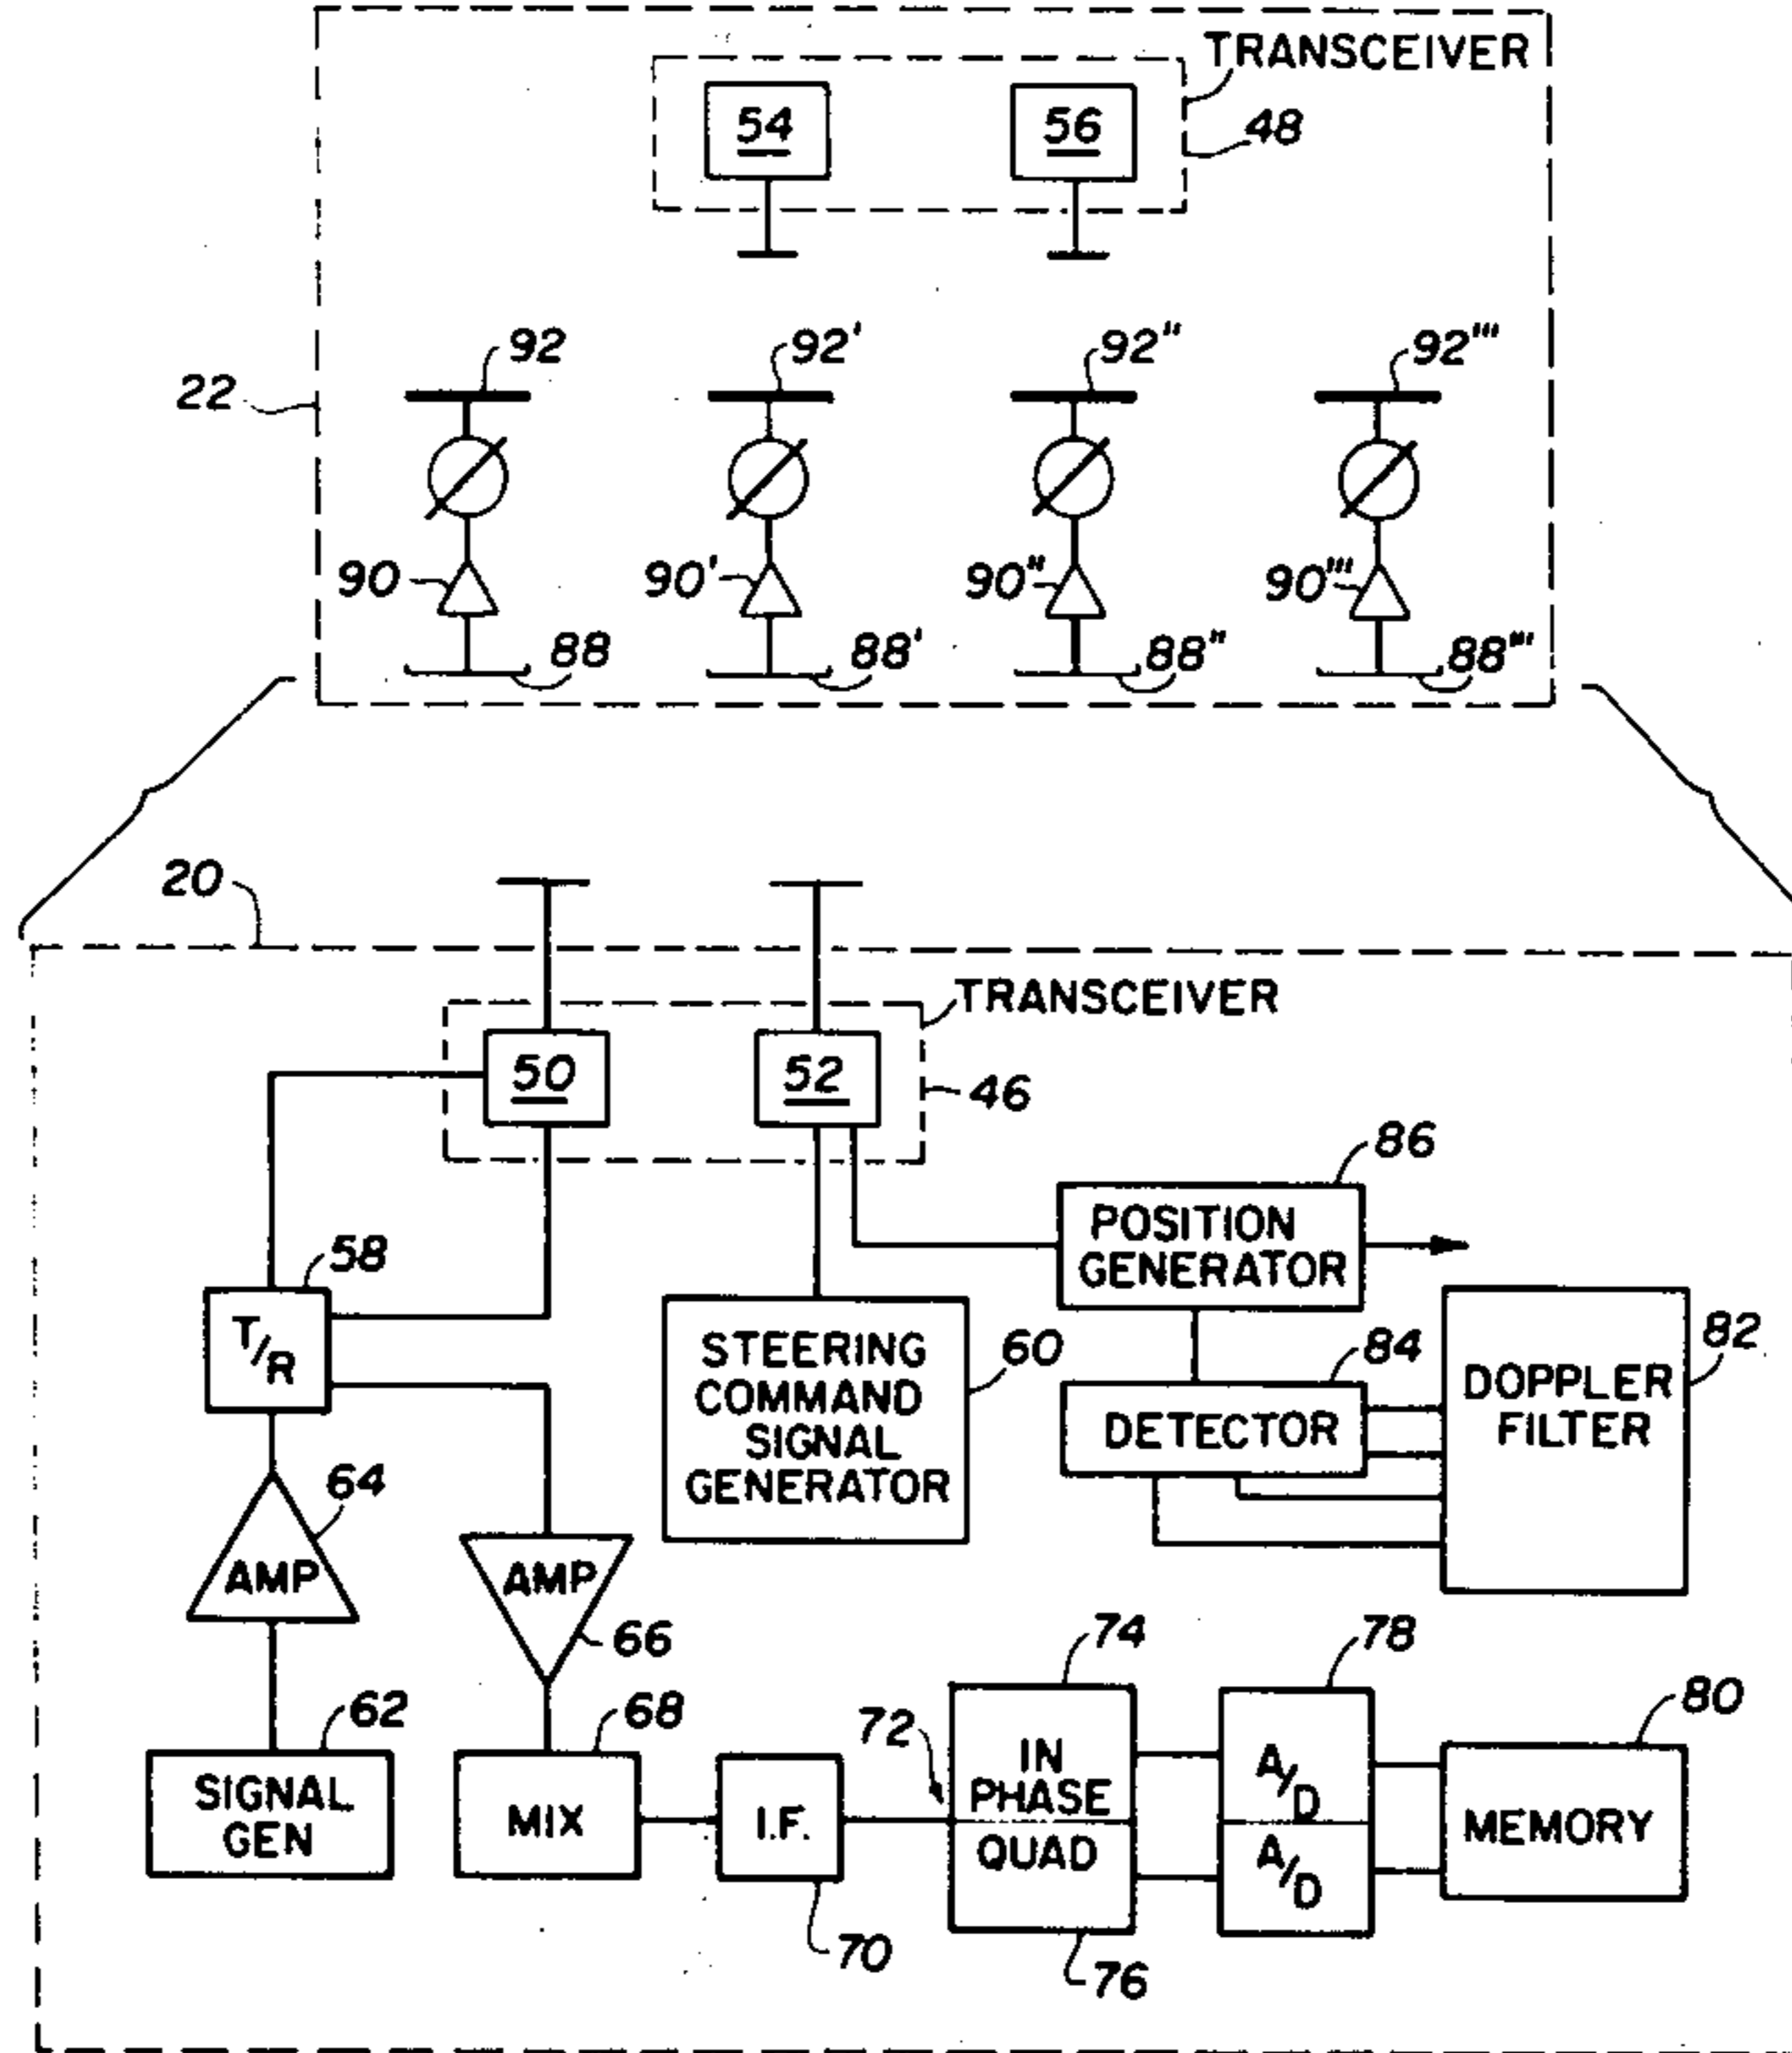 TRANSCEIVER
54
56
48
92
92'
92"
92'''
22
90
90'
90"
90'''
88
88'
88"
88'''
20
TRANSCEIVER
50
52
46
86
POSITION
GENERATOR
58
T/R
STEERING
COMMAND
SIGNAL
GENERATOR
60
84
DETECTOR
82
DOPPLER
FILTER
64
AMP
AMP
66
62
SIGNAL
GEN
68
MIX
I.F.
70
72
74
IN
PHASE
QUAD
76
78
A/D
A/D
80
MEMORY